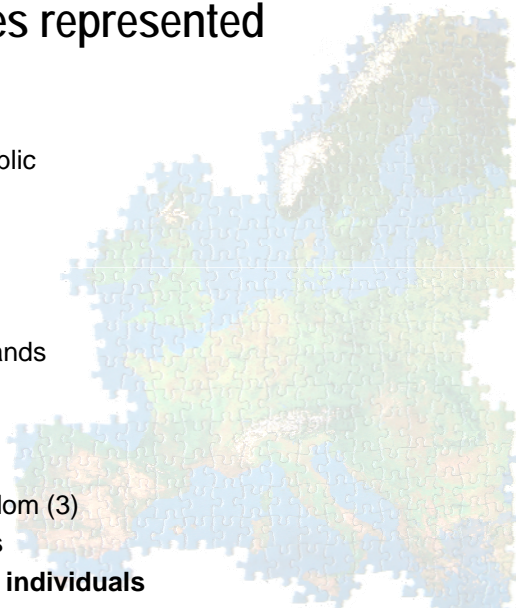 es represented
olic
ands
dom (3)
s
individuals